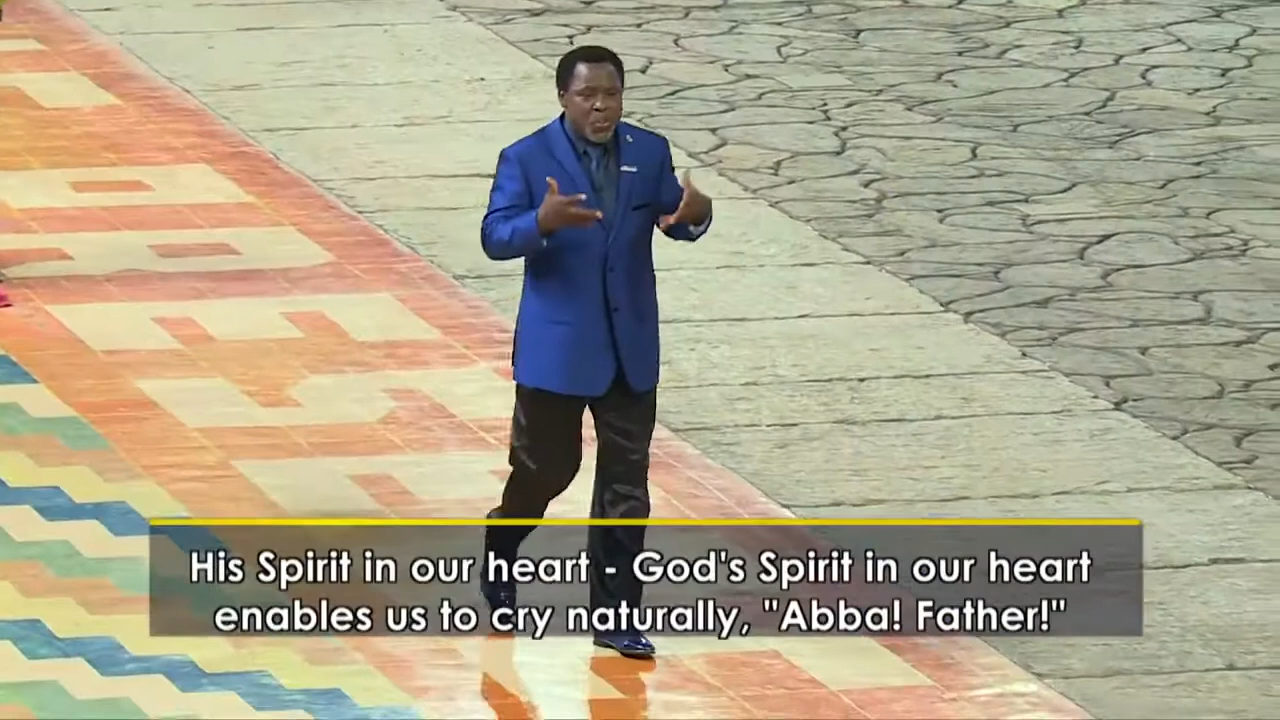 His Spirit in our heart - God's Spirit in our heart
enables us to cry naturally, "Abba! Father!"